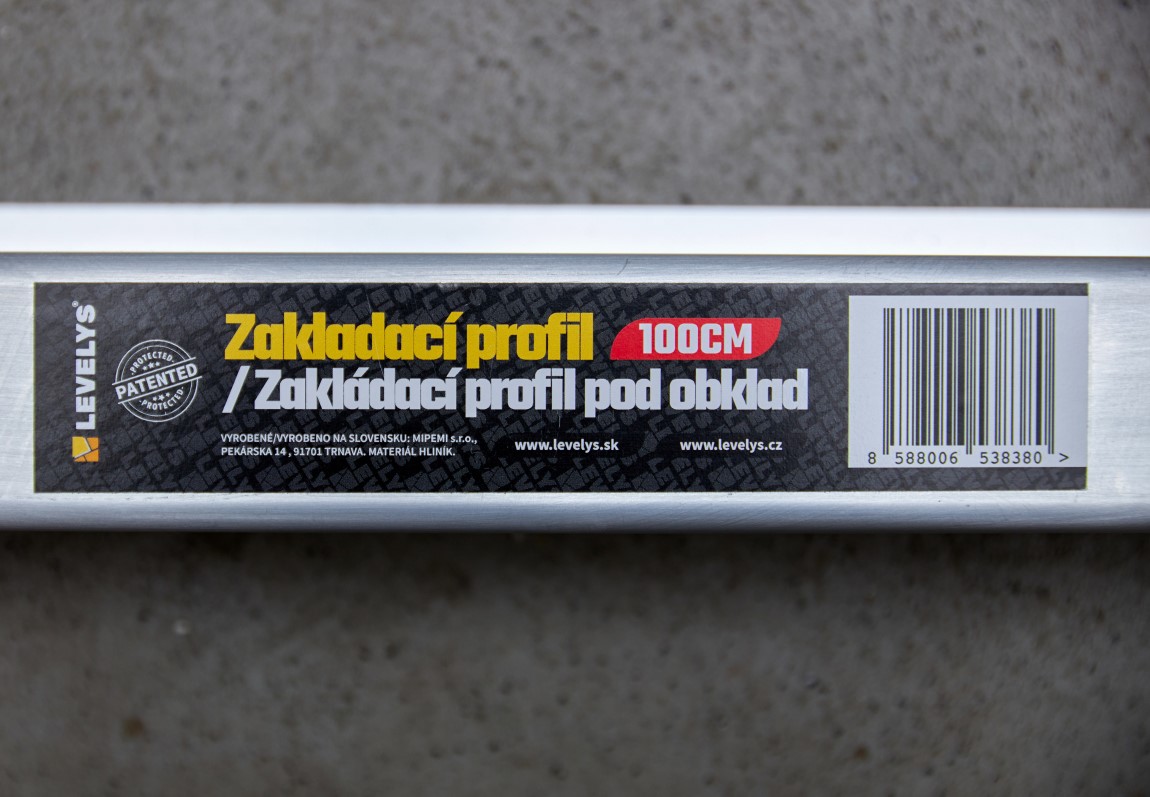 LEVELYS®
PROTECTED
PATENTED
PROTECTED
Zakladací profil 100CM
/ Zakládací profil pod obklad
VYROBENÉ/VYROBENO NA SLOVENSKU: MIPEMI s.r.o.,
PEKÁRSKA 14 , 91701 TRNAVA. MATERIÁL HLINÍK.
www.levelys.sk www.levelys.cz
8 588006 538380 >